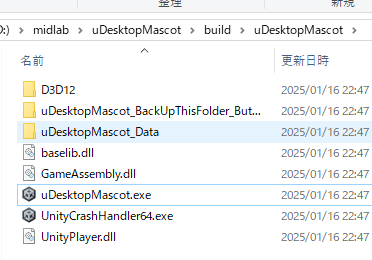 整理
新規
:) › midlab › uDesktopMascot › build › uDesktopMascot ›
名前 更新日時
D3D12 2025/01/16 22:47
uDesktopMascot_BackUpThisFolder_But... 2025/01/16 22:47
uDesktopMascot_Data 2025/01/16 22:47
baselib.dll 2025/01/16 22:47
GameAssembly.dll 2025/01/16 22:47
uDesktopMascot.exe 2025/01/16 22:47
UnityCrashHandler64.exe 2025/01/16 22:47
UnityPlayer.dll 2025/01/16 22:47